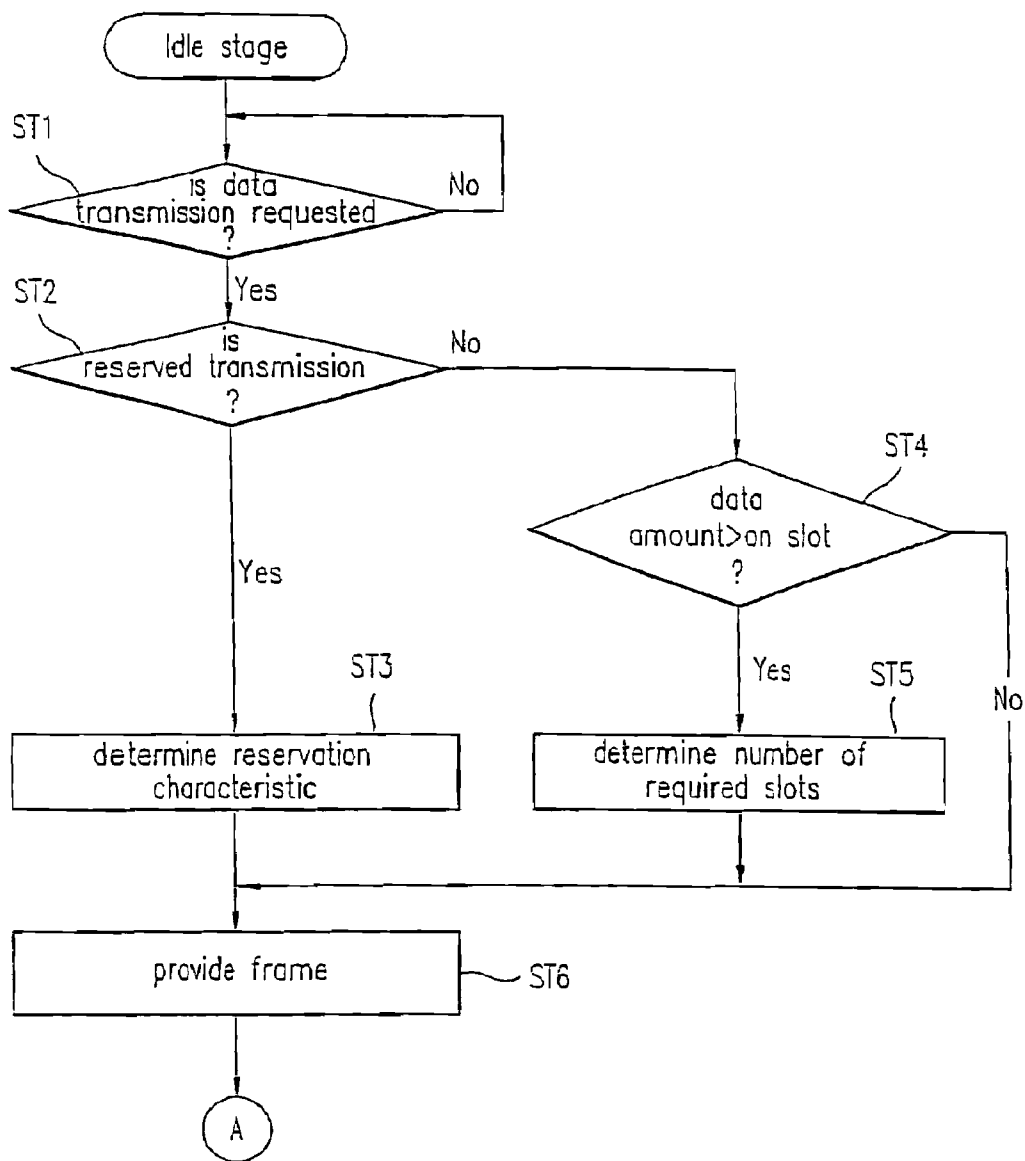 Idle stage
ST1
is data
transmission requested
?
No
Yes
ST2
is
reserved transmission
?
No
Yes
ST4
data
amount>on slot
?
Yes
No
ST3
determine reservation
characteristic
ST5
determine number of
required slots
provide frame
ST6
A